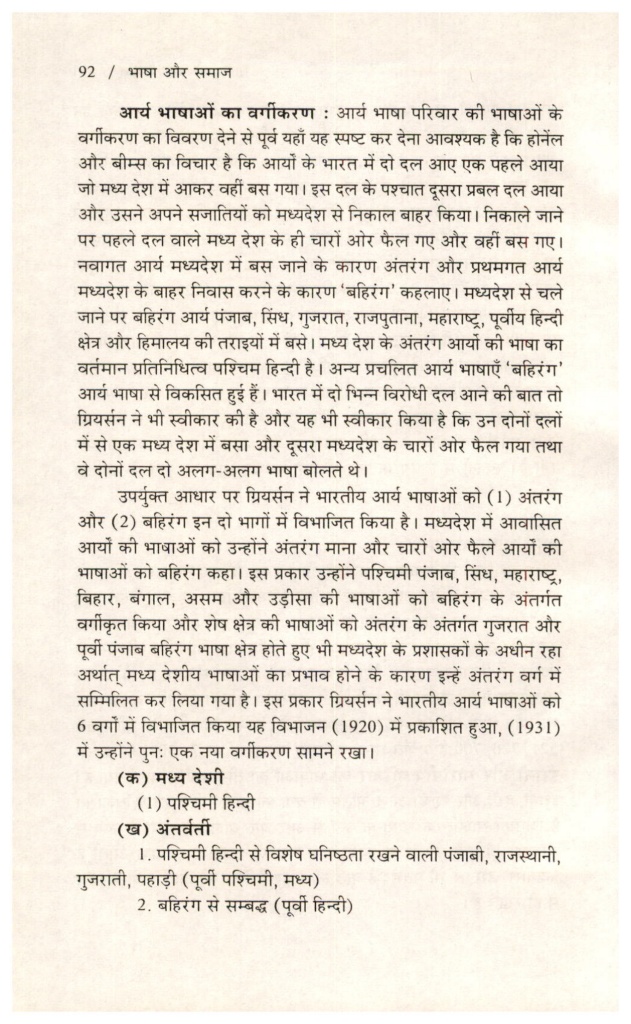 92 / भाषा और समाज
आर्य भाषाओं का वर्गीकरण : आर्य भाषा परिवार की भाषाओं के
वर्गीकरण का विवरण देने से पूर्व यहाँ यह स्पष्ट कर देना आवश्यक है कि होर्नेल
और बीम्स का विचार है कि आर्यों के भारत में दो दल आए एक पहले आया
जो मध्य देश में आकर वहीं बस गया। इस दल के पश्चात दूसरा प्रबल दल आया
और उसने अपने सजातियों को मध्यदेश से निकाल बाहर किया। निकाले जाने
पर पहले दल वाले मध्य देश के ही चारों ओर फैल गए और वहीं बस गए।
नवागत आर्य मध्यदेश में बस जाने के कारण अंतरंग और प्रथमगत आर्य
मध्यदेश के बाहर निवास करने के कारण ‘बहिरंग’ कहलाए। मध्यदेश से चले
जाने पर बहिरंग आर्य पंजाब, सिंध, गुजरात, राजपुताना, महाराष्ट्र, पूर्वीय हिन्दी
क्षेत्र और हिमालय की तराइयों में बसे। मध्य देश के अंतरंग आर्यो की भाषा का
वर्तमान प्रतिनिधित्व पश्चिम हिन्दी है। अन्य प्रचलित आर्य भाषाएँ ‘बहिरंग’
आर्य भाषा से विकसित हुई हैं। भारत में दो भिन्न विरोधी दल आने की बात तो
ग्रियर्सन ने भी स्वीकार की है और यह भी स्वीकार किया है कि उन दोनों दलों
में से एक मध्य देश में बसा और दूसरा मध्यदेश के चारों ओर फैल गया तथा
वे दोनों दल दो अलग-अलग भाषा बोलते थे।
उपर्युक्त आधार पर ग्रियर्सन ने भारतीय आर्य भाषाओं को (1) अंतरंग
और (2) बहिरंग इन दो भागों में विभाजित किया है। मध्यदेश में आवासित
आर्यों की भाषाओं को उन्होंने अंतरंग माना और चारों ओर फैले आर्यों की
भाषाओं को बहिरंग कहा। इस प्रकार उन्होंने पश्चिमी पंजाब, सिंध, महाराष्ट्र,
बिहार, बंगाल, असम और उड़ीसा की भाषाओं को बहिरंग के अंतर्गत
वर्गीकृत किया और शेष क्षेत्र की भाषाओं को अंतरंग के अंतर्गत गुजरात और
पूर्वी पंजाब बहिरंग भाषा क्षेत्र होते हुए भी मध्यदेश के प्रशासकों के अधीन रहा
अर्थात् मध्य देशीय भाषाओं का प्रभाव होने के कारण इन्हें अंतरंग वर्ग में
सम्मिलित कर लिया गया है। इस प्रकार ग्रियर्सन ने भारतीय आर्य भाषाओं को
6 वर्गों में विभाजित किया यह विभाजन (1920) में प्रकाशित हुआ, (1931)
में उन्होंने पुनः एक नया वर्गीकरण सामने रखा।
(क) मध्य देशी
(1) पश्चिमी हिन्दी
(ख) अंतर्वर्ती
1. पश्चिमी हिन्दी से विशेष घनिष्ठता रखने वाली पंजाबी, राजस्थानी,
गुजराती, पहाड़ी (पूर्वी पश्चिमी, मध्य)
2. बहिरंग से सम्बद्ध (पूर्वी हिन्दी)